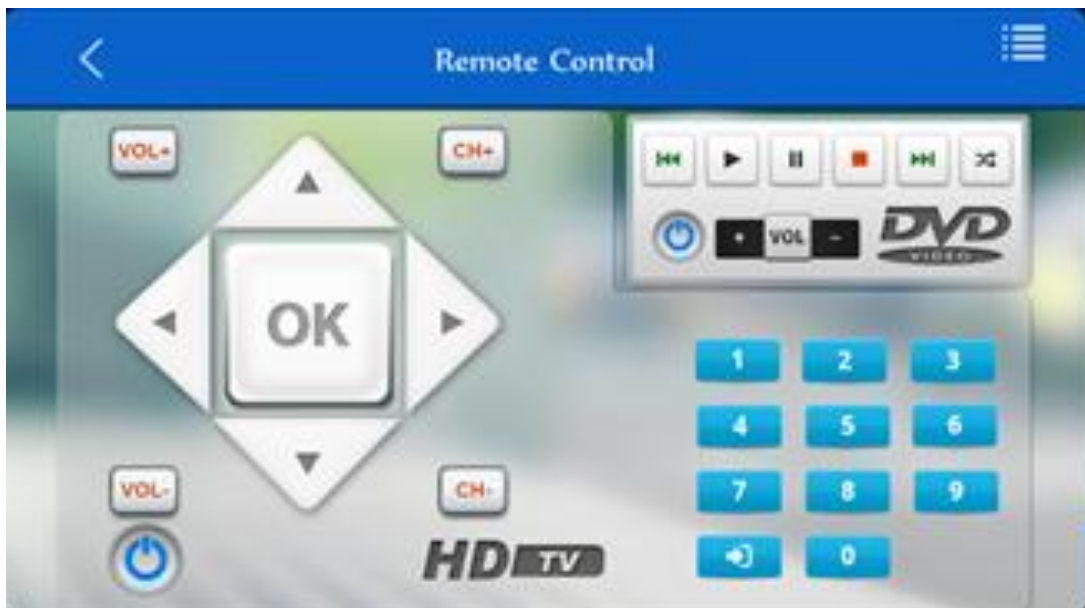 Remote Control
VOL+
CH+
OK
VOL-
CH-
HD TV
+ VOL -
DVD
VIDEO
1 2 3
4 5 6
7 8 9
0